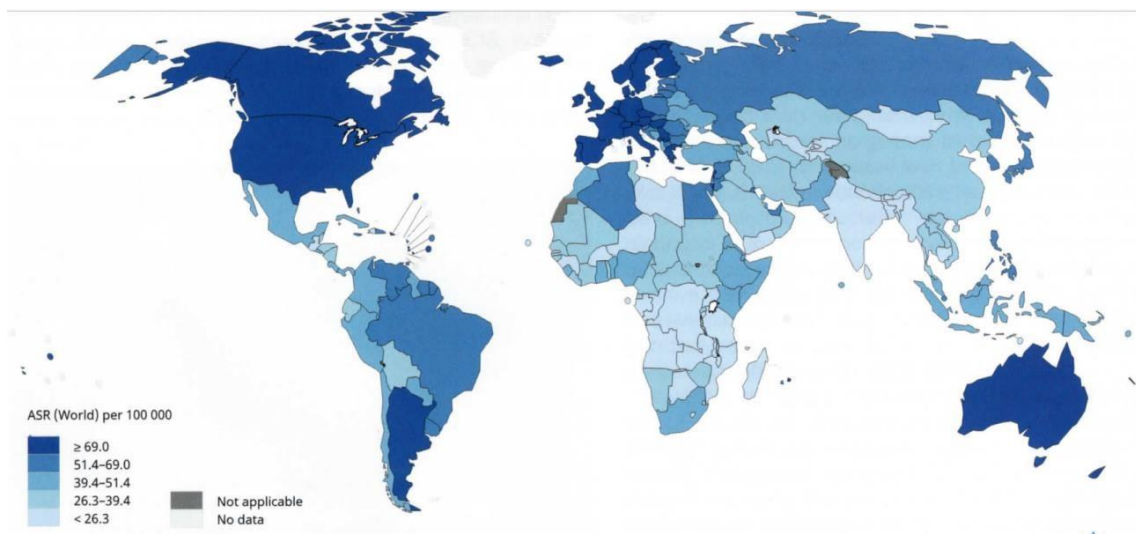 ASR (World) per 100 000
≥ 69.0
51.4–69.0
39.4–51.4
26.3–39.4
< 26.3
Not applicable
No data